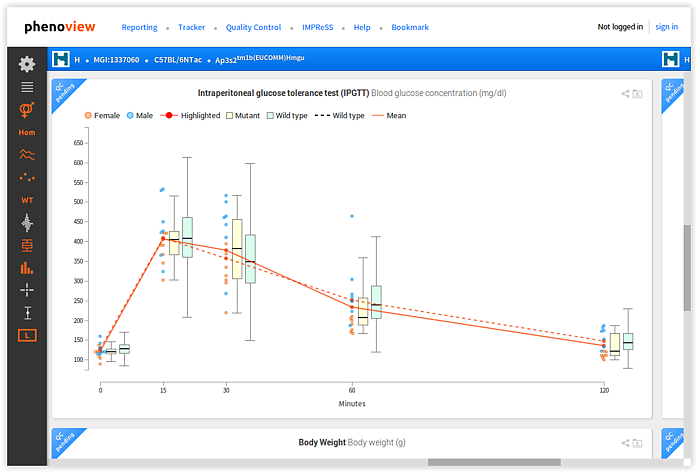 phenoview Reporting Tracker Quality Control IMPReSS Help Bookmark Not logged in sign in
H • MGI:1337060 • C57BL/6NTac • Ap3s2tm1b(EUCOMM)Hmgu H
QC pending
Intraperitoneal glucose tolerance test (IPGTT) Blood glucose concentration (mg/dl)
Female Male Highlighted Mutant Wild type Wild type Mean
Hom
WT
L
650
600
550
500
450
400
350
300
250
200
150
100
0 15 30 60 120
Minutes
QC pending
QC pending
Body Weight Body weight (g)
QC pending